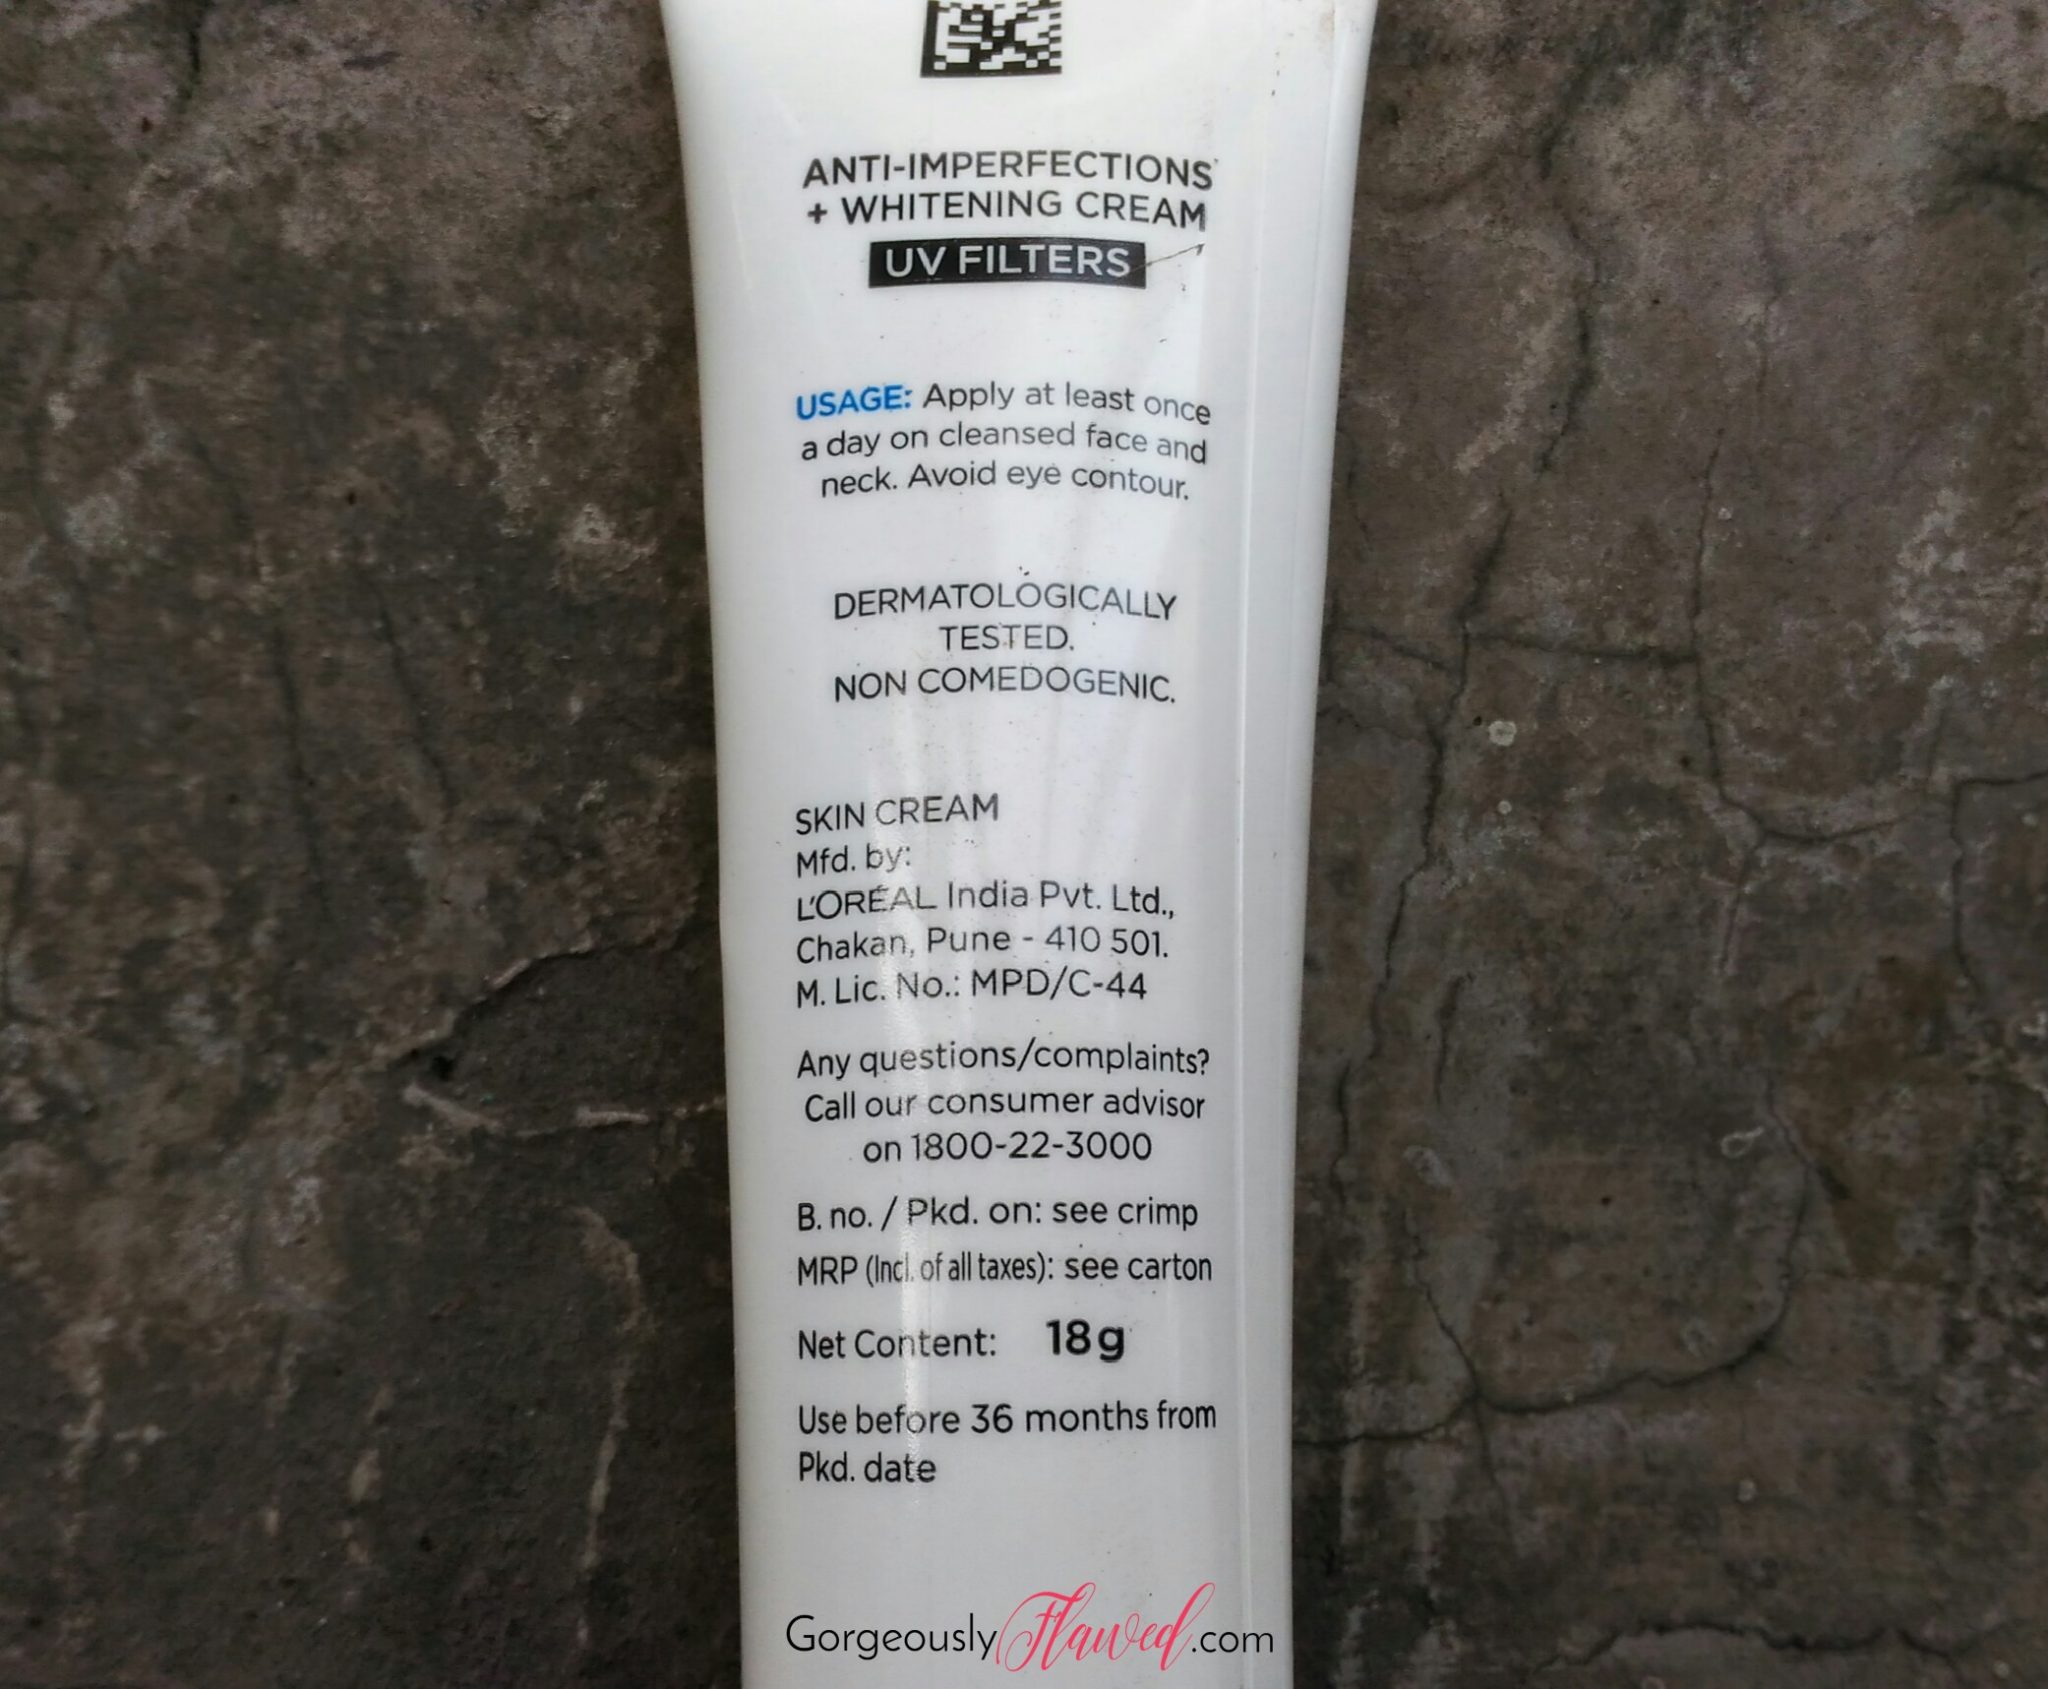 ANTI-IMPERFECTIONS
+ WHITENING CREAM
UV FILTERS
USAGE: Apply at least once
a day on cleansed face and
neck. Avoid eye contour.
DERMATOLOGICALLY
TESTED.
NON COMEDOGENIC.
SKIN CREAM
Mfd. by:
L'ORÉAL India Pvt. Ltd.,
Chakan, Pune - 410 501.
M. Lic. No.: MPD/C-44
Any questions/complaints?
Call our consumer advisor
on 1800-22-3000
B. no. / Pkd. on: see crimp
MRP (Incl. of all taxes): see carton
Net Content: 18g
Use before 36 months from
Pkd. date
GorgeouslyFlawed.com